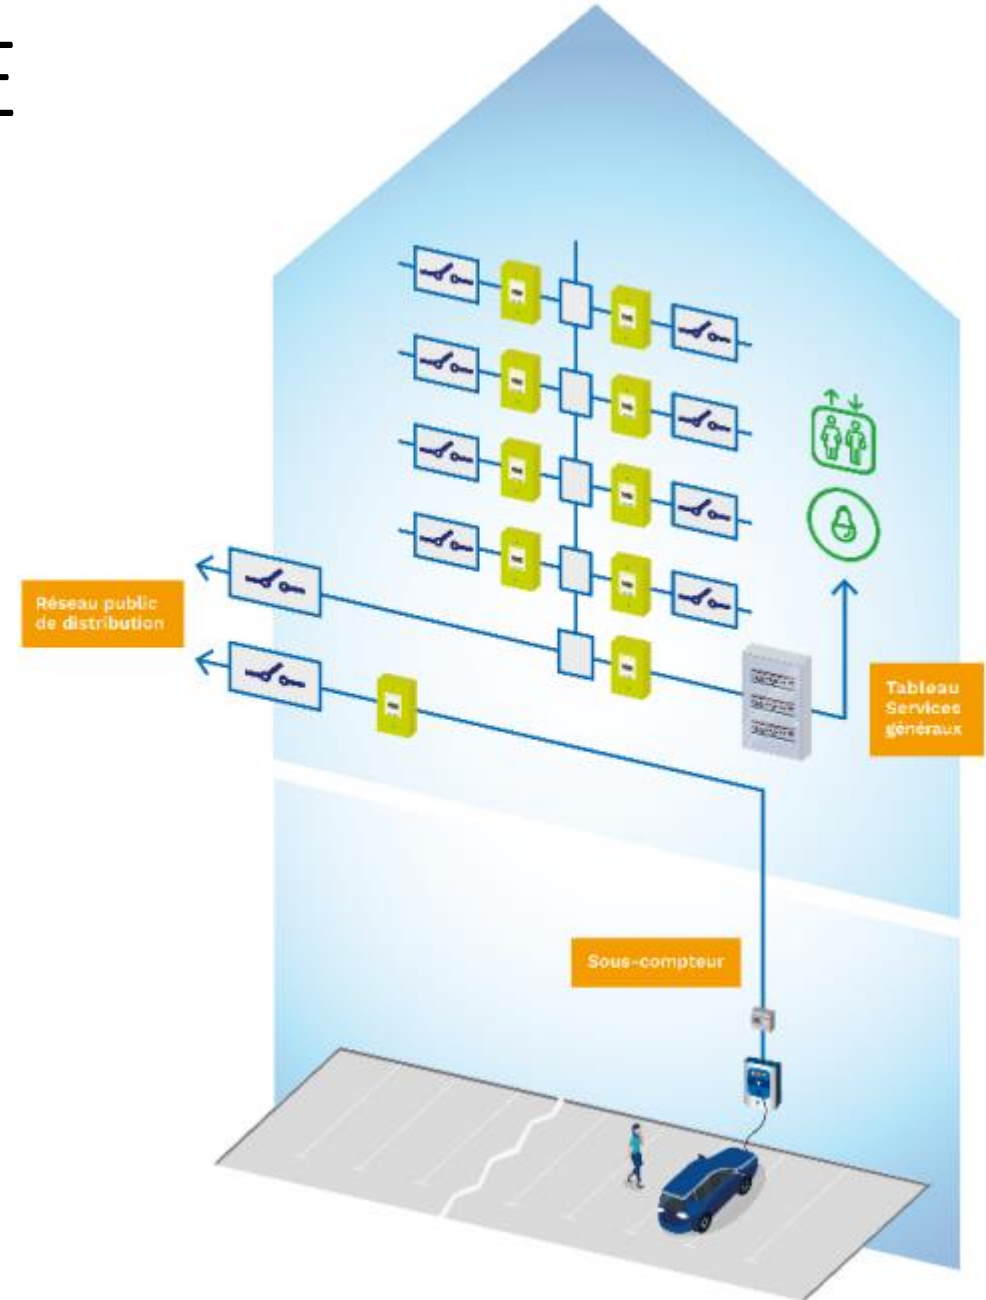 Réseau public
de distribution
Tableau
Services
généraux
Sous-compteur